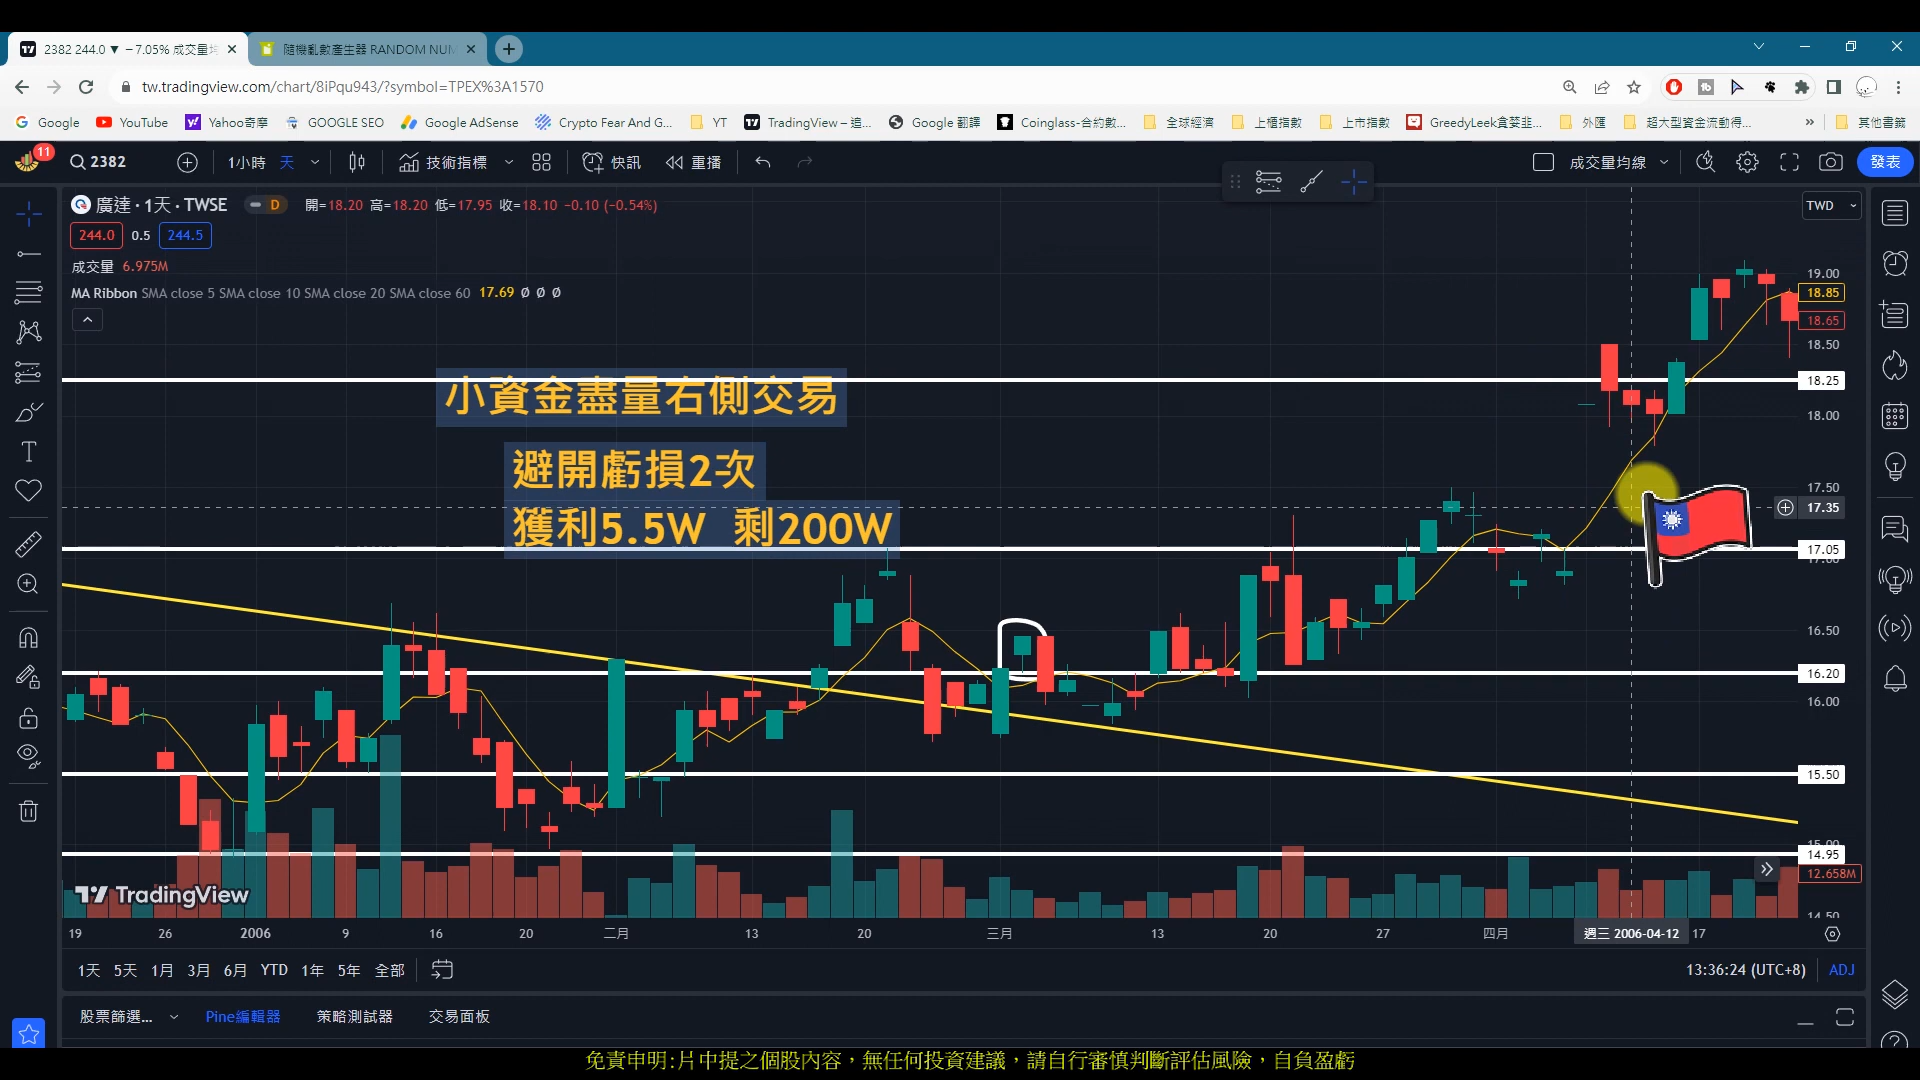 2382 244.0 ▼ −7.05% 成交量均
隨機亂數產生器 RANDOM NUM
tw.tradingview.com/chart/8iPqu943/?symbol=TPEX%3A1570
Google YouTube Yahoo奇摩 GOOGLE SEO Google AdSense Crypto Fear And G... YT TradingView – 追... Google 翻譯 Coinglass-合約數... 全球經濟 上櫃指數 上市指數 GreedyLeek貪婪韭... 外匯 超大型資金流動得... » 其他書籤
11 2382 1小時 天 技術指標 快訊 重播 成交量均線 發表
廣達 · 1天 · TWSE D 開=18.20 高=18.20 低=17.95 收=18.10 −0.10 (−0.54%) TWD
244.0 0.5 244.5
成交量 6.975M
MA Ribbon SMA close 5 SMA close 10 SMA close 20 SMA close 60 17.69 Ø Ø Ø
小資金盡量右側交易
避開虧損2次
獲利5.5W 剩200W
19.00
18.85
18.65
18.50
18.25
18.00
17.50
17.35
17.05
17.00
16.50
16.20
16.00
15.50
15.00
14.95
12.658M
14.50
TradingView
19 26 2006 9 16 20 二月 13 20 三月 13 20 27 四月 週三 2006-04-12 17
1天 5天 1月 3月 6月 YTD 1年 5年 全部 13:36:24 (UTC+8) ADJ
股票篩選... Pine編輯器 策略測試器 交易面板
免責申明:片中提之個股內容，無任何投資建議，請自行審慎判斷評估風險，自負盈虧